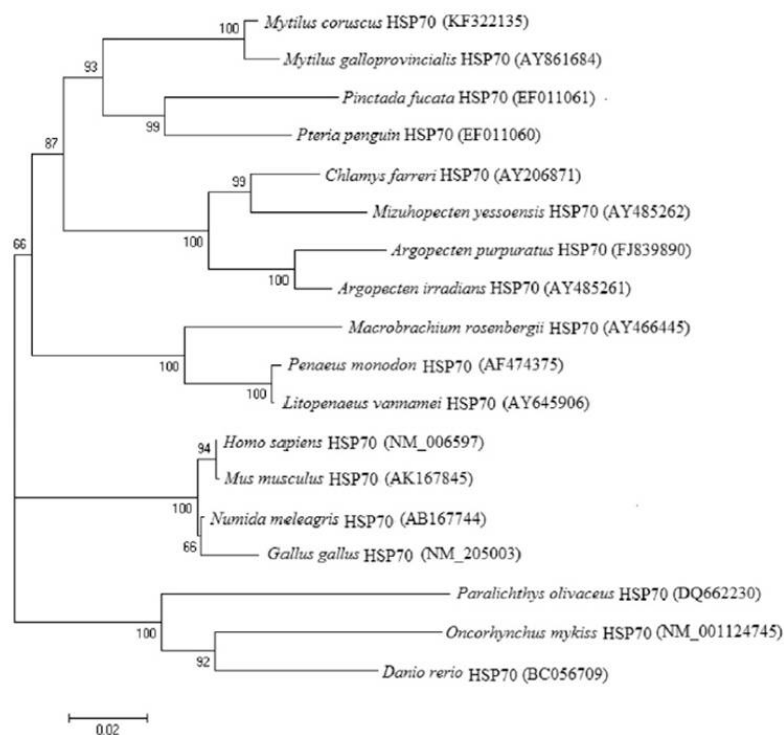 100 Mytilus coruscus HSP70 (KF322135)
93 Mytilus galloprovincialis HSP70 (AY861684)
Pinctada fucata HSP70 (EF011061)
99 Pteria penguin HSP70 (EF011060)
87
99 Chlamys farreri HSP70 (AY206871)
Mizuhopecten yessoensis HSP70 (AY485262)
66 100 Argopecten purpuratus HSP70 (FJ839890)
100 Argopecten irradians HSP70 (AY485261)
Macrobrachium rosenbergii HSP70 (AY466445)
100 Penaeus monodon HSP70 (AF474375)
100 Litopenaeus vannamei HSP70 (AY645906)
94 Homo sapiens HSP70 (NM_006597)
Mus musculus HSP70 (AK167845)
100 Numida meleagris HSP70 (AB167744)
66 Gallus gallus HSP70 (NM_205003)
Paralichthys olivaceus HSP70 (DQ662230)
100 Oncorhynchus mykiss HSP70 (NM_001124745)
92 Danio rerio HSP70 (BC056709)
0.02